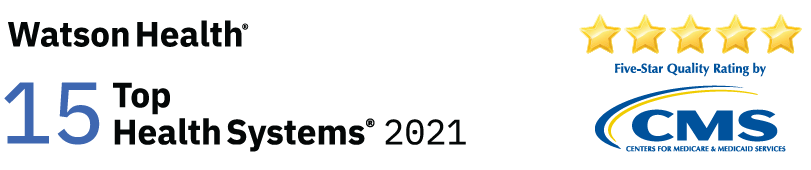 Watson Health®
15 Top
Health Systems® 2021
Five-Star Quality Rating by
CMS
CENTERS FOR MEDICARE & MEDICAID SERVICES